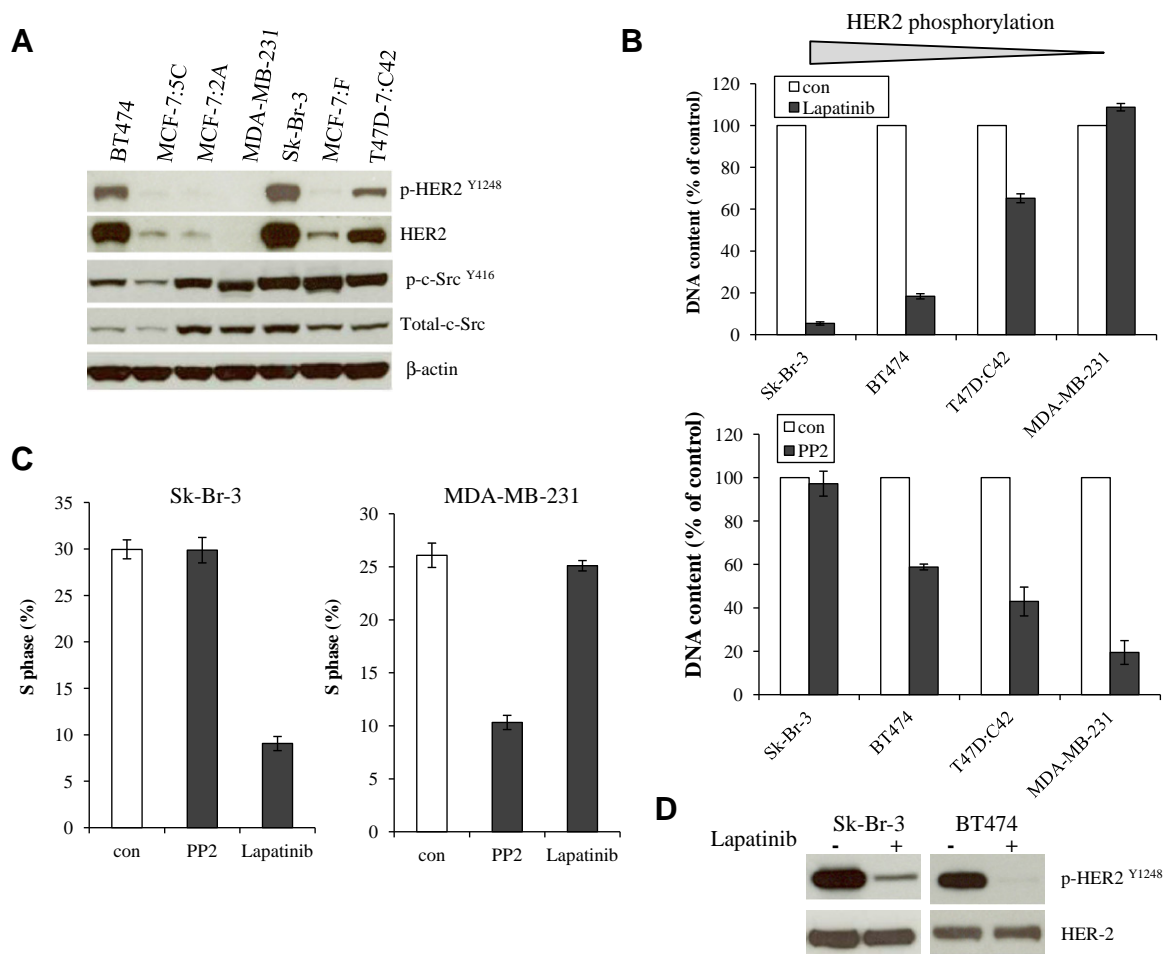 A
BT474
MCF-7:5C
MCF-7:2A
MDA-MB-231
Sk-Br-3
MCF-7:F
T47D-7:C42
p-HER2 Y1248
HER2
p-c-Src Y416
Total-c-Src
β-actin
B
HER2 phosphorylation
con
Lapatinib
DNA content (% of control)
120
100
80
60
40
20
0
Sk-Br-3
BT474
T47D:C42
MDA-MB-231
con
PP2
DNA content (% of control)
120
100
80
60
40
20
0
Sk-Br-3
BT474
T47D:C42
MDA-MB-231
C
Sk-Br-3
S phase (%)
35
30
25
20
15
10
5
0
con
PP2
Lapatinib
MDA-MB-231
S phase (%)
30
25
20
15
10
5
0
con
PP2
Lapatinib
D
Sk-Br-3
BT474
Lapatinib
- + - +
p-HER2 Y1248
HER-2